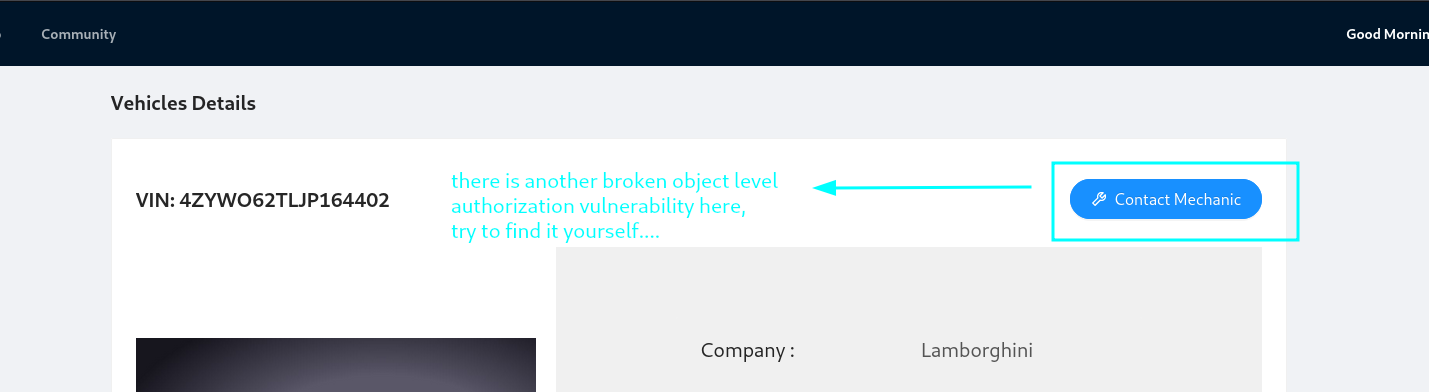 Community
Good Mornin
Vehicles Details
VIN: 4ZYWO62TLJP164402
there is another broken object level
authorization vulnerability here,
try to find it yourself....
Contact Mechanic
Company : Lamborghini